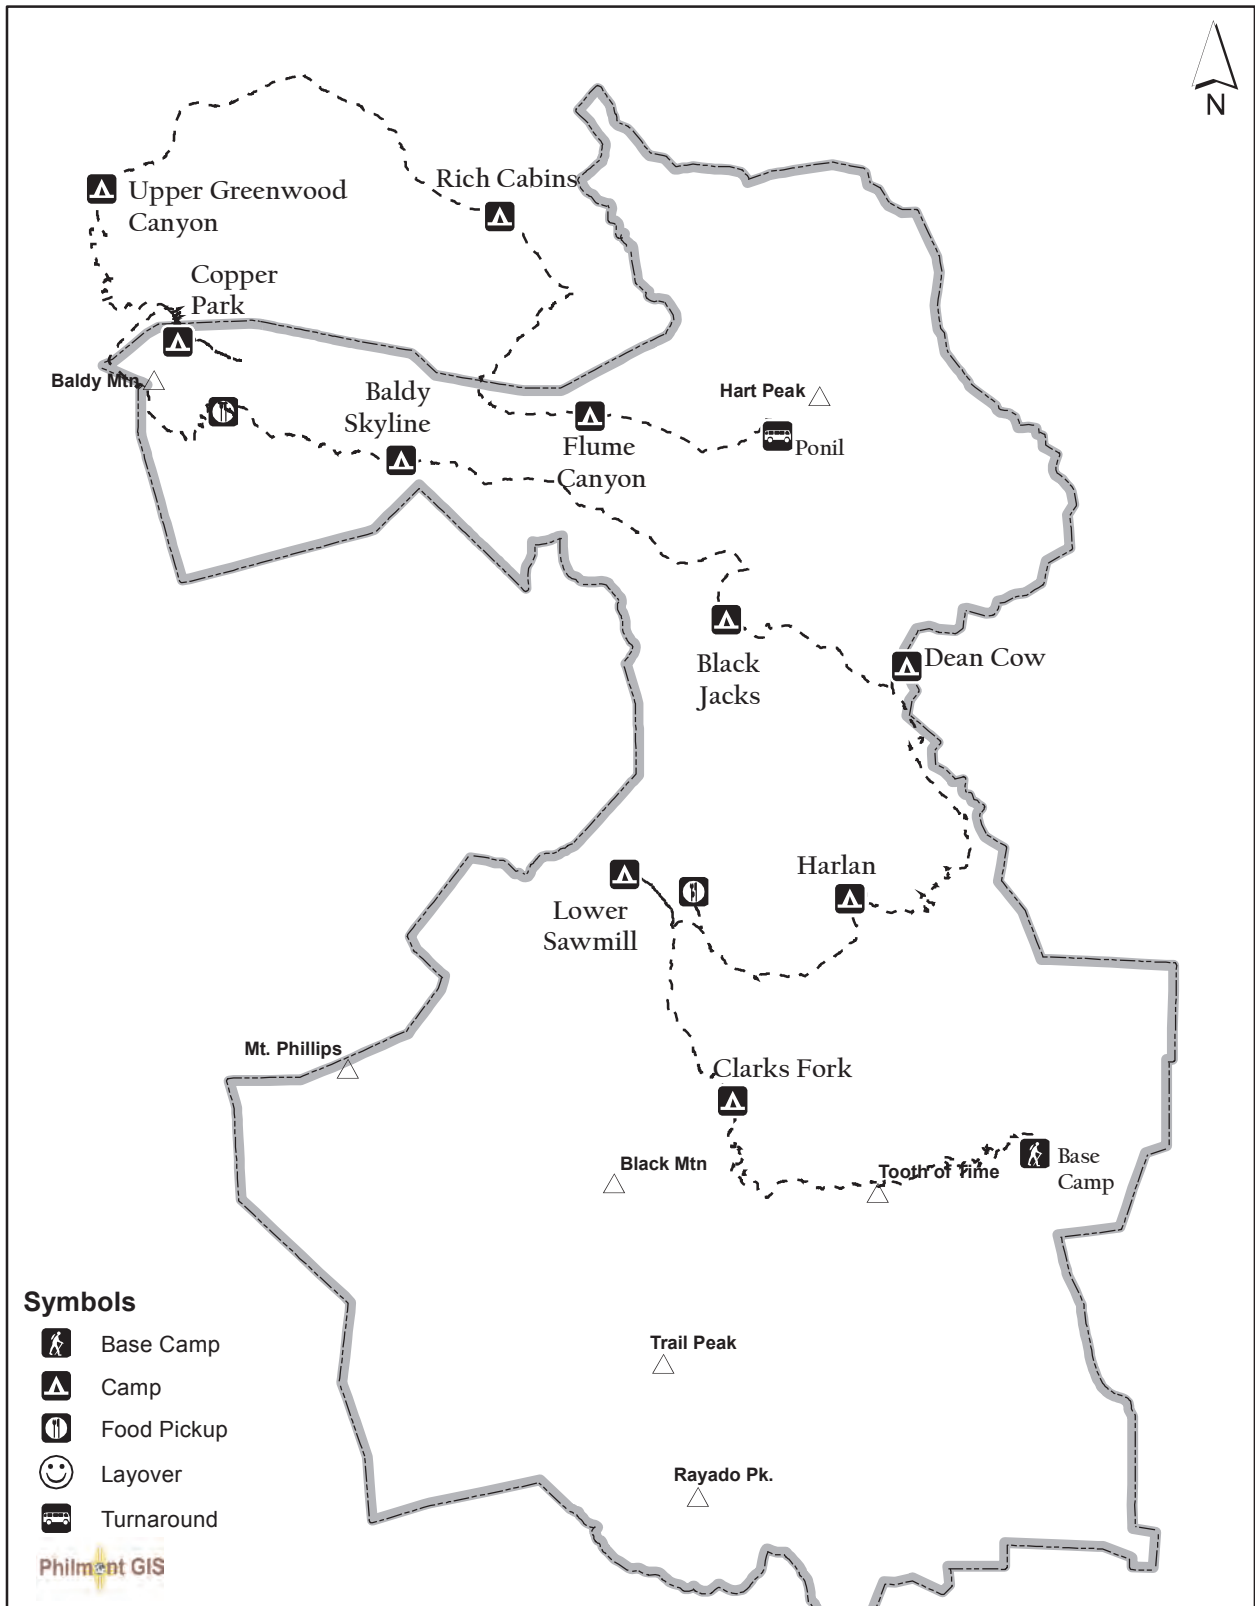 N
Rich Cabins
Upper Greenwood
Canyon
Copper
Park
Baldy Mtn
Baldy
Skyline
Hart Peak
Ponil
Flume
Canyon
Black
Jacks
Dean Cow
Harlan
Lower
Sawmill
Mt. Phillips
Clarks Fork
Black Mtn
Tooth of Time
Base
Camp
Trail Peak
Rayado Pk.
Symbols
Base Camp
Camp
Food Pickup
Layover
Turnaround
Philmont GIS